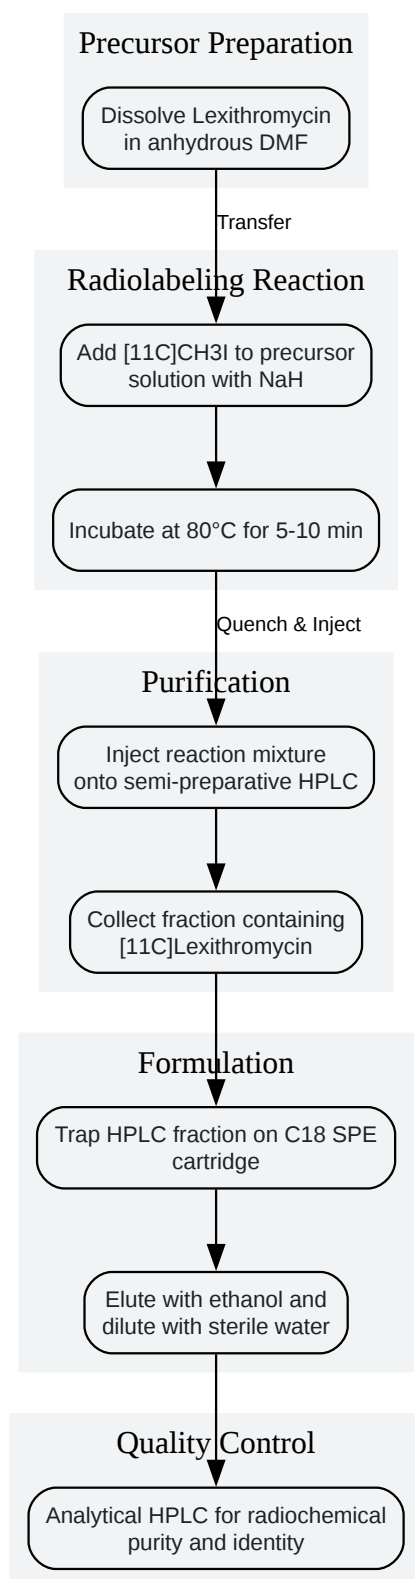 Precursor Preparation
Dissolve Lexithromycin
in anhydrous DMF
Transfer
Radiolabeling Reaction
Add [11C]CH3I to precursor
solution with NaH
Incubate at 80°C for 5-10 min
Quench & Inject
Purification
Inject reaction mixture
onto semi-preparative HPLC
Collect fraction containing
[11C]Lexithromycin
Formulation
Trap HPLC fraction on C18 SPE
cartridge
Elute with ethanol and
dilute with sterile water
Quality Control
Analytical HPLC for radiochemical
purity and identity